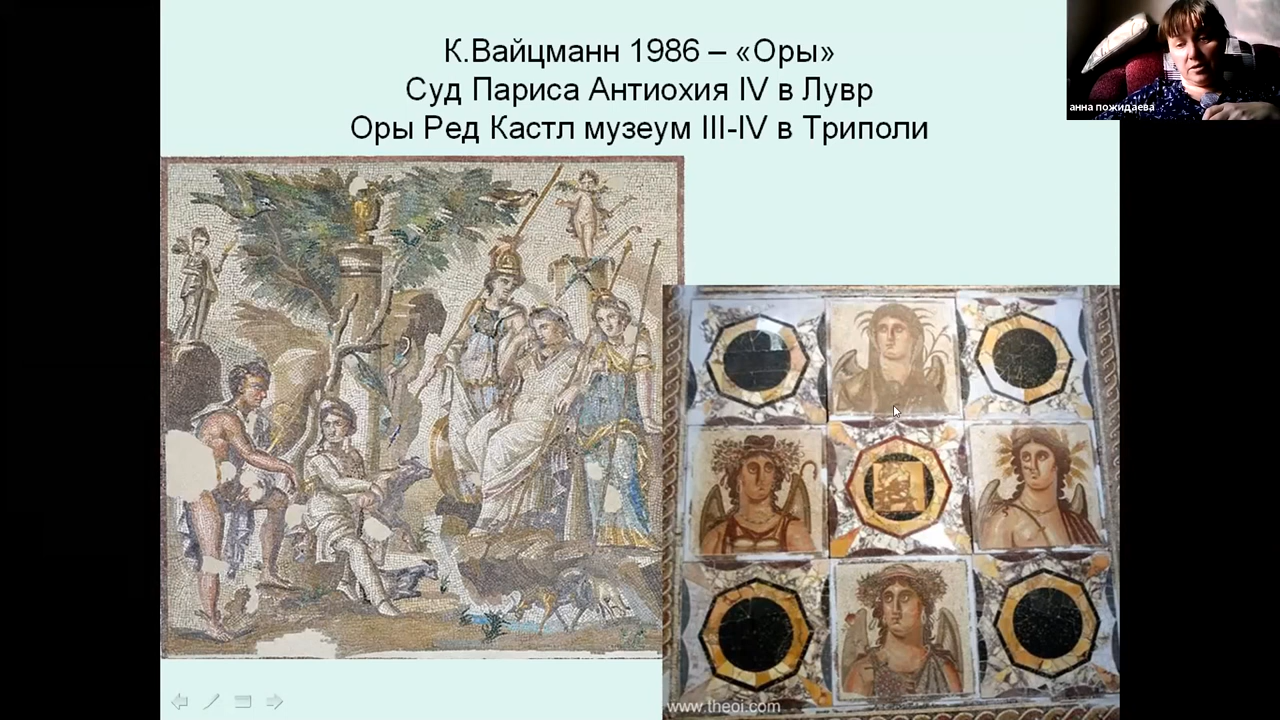 К.Вайцманн 1986 – «Оры»
Суд Париса Антиохия IV в Лувр
Оры Ред Кастл музеум III-IV в Триполи
анна пожидаева
www.theoi.com